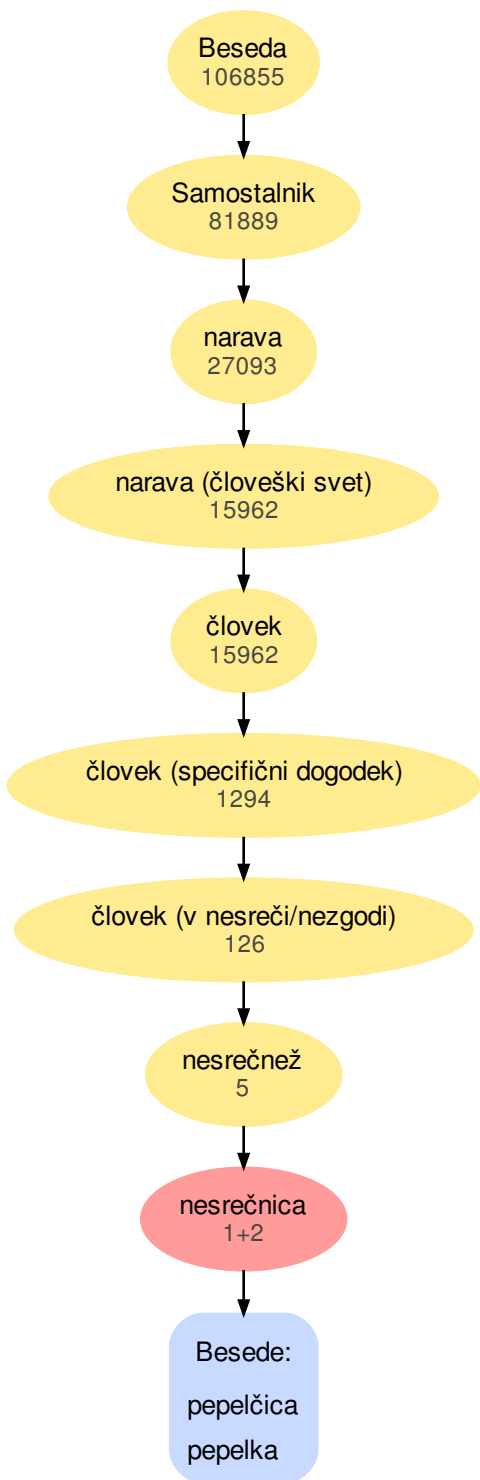 Beseda
106855
Samostalnik
81889
narava
27093
narava (človeški svet)
15962
človek
15962
človek (specifični dogodek)
1294
človek (v nesreči/nezgodi)
126
nesrečnež
5
nesrečnica
1+2
Besede:
pepelčica
pepelka